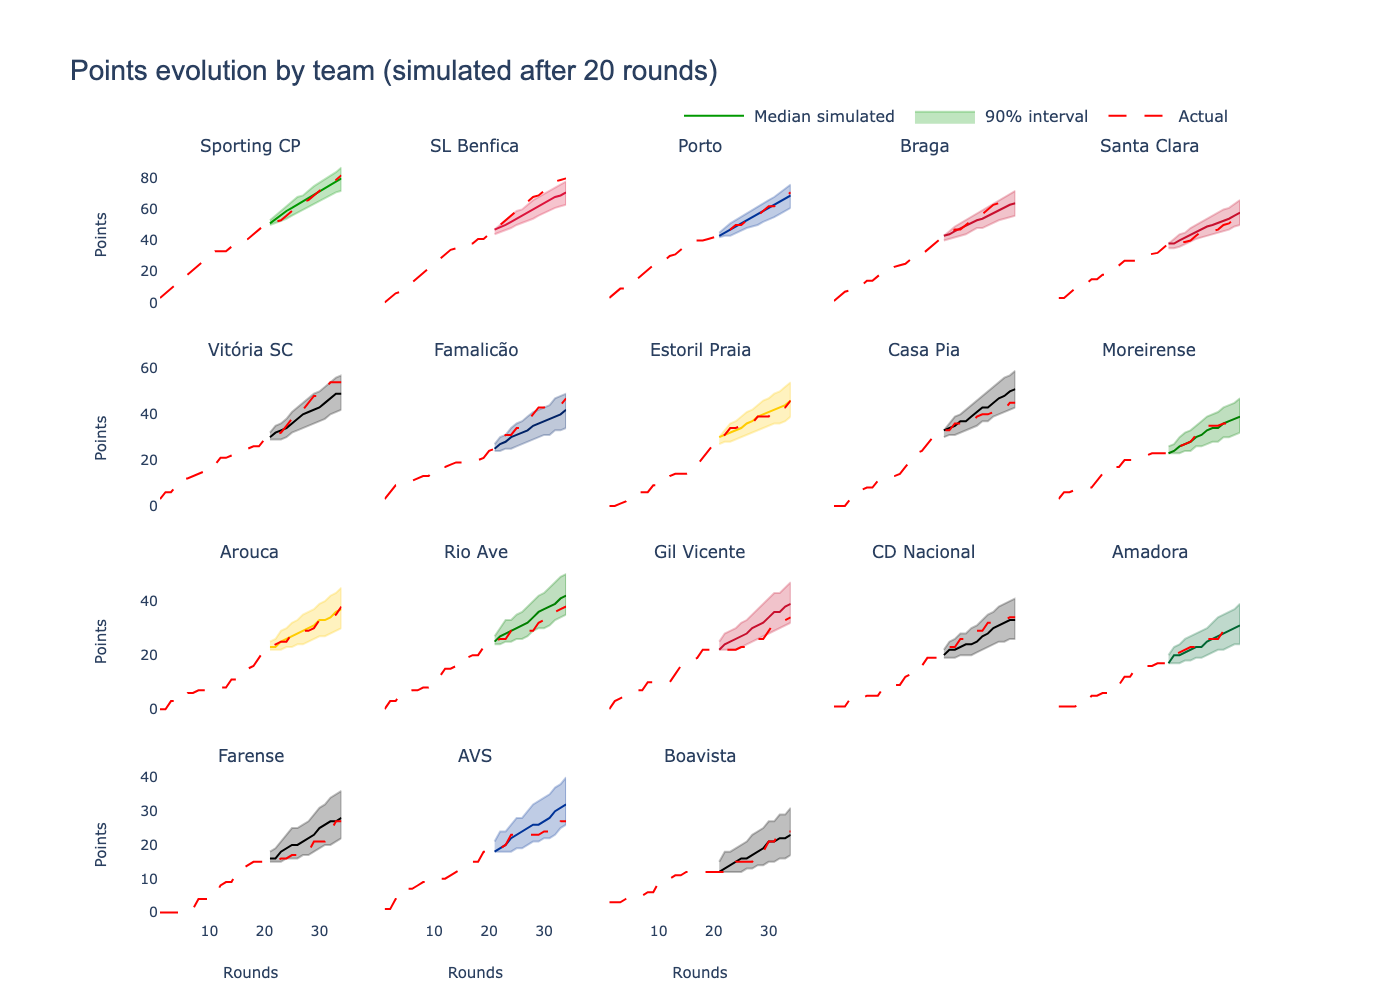 Points evolution by team (simulated after 20 rounds)
Median simulated 90% interval Actual
Sporting CP SL Benfica Porto Braga Santa Clara
80
60
40
20
0
Points
Vitória SC Famalicão Estoril Praia Casa Pia Moreirense
60
40
20
0
Points
Arouca Rio Ave Gil Vicente CD Nacional Amadora
40
20
0
Points
Farense AVS Boavista
40
30
20
10
0
Points
10 20 30 10 20 30 10 20 30
Rounds Rounds Rounds